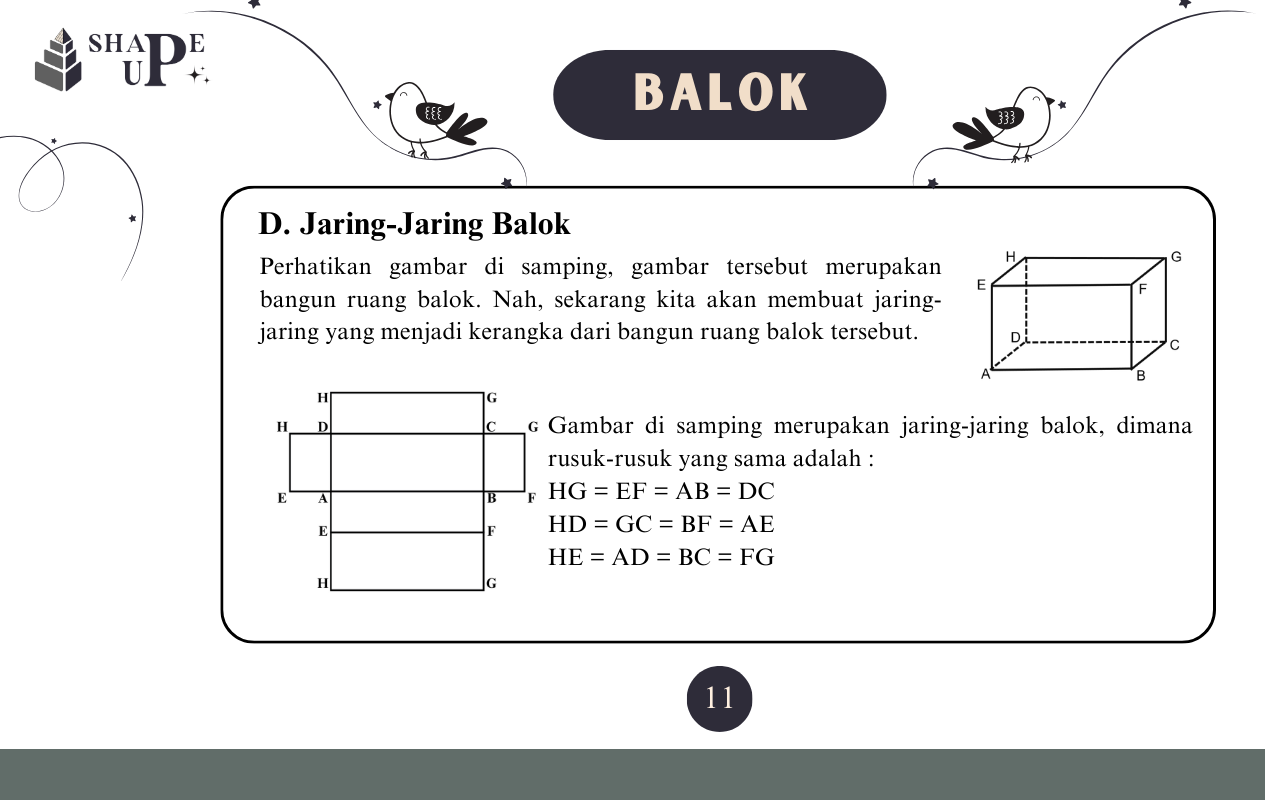 SHAPE
UP
BALOK
D. Jaring-Jaring Balok
Perhatikan gambar di samping, gambar tersebut merupakan
bangun ruang balok. Nah, sekarang kita akan membuat jaring-
jaring yang menjadi kerangka dari bangun ruang balok tersebut.
H G
E F
D C
A B
H G
H D C G
E A B F
E F
H G
Gambar di samping merupakan jaring-jaring balok, dimana
rusuk-rusuk yang sama adalah :
HG = EF = AB = DC
HD = GC = BF = AE
HE = AD = BC = FG
11